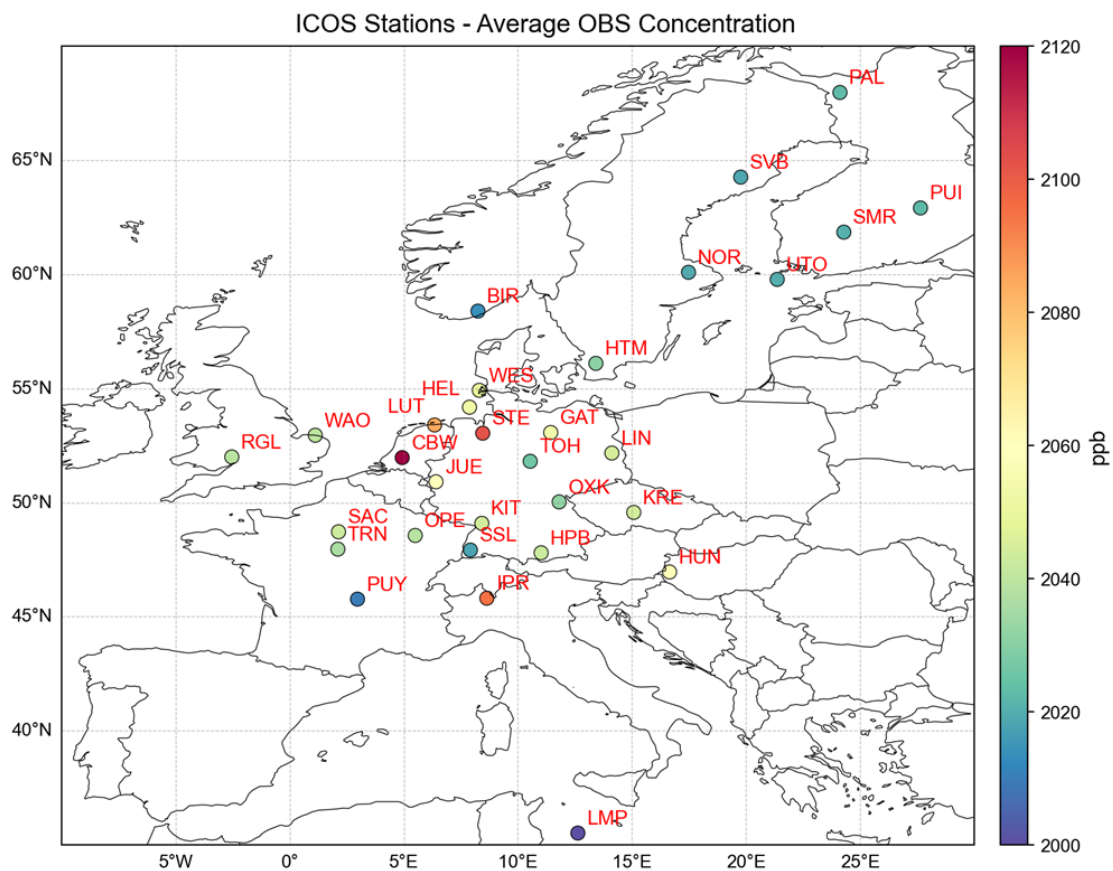 ICOS Stations - Average OBS Concentration
2120
PAL
65°N
SVB
2100
PUI
SMR
NOR
UTO
60°N
BIR
2080
HTM
55°N
WES
HEL
LUT
STE
GAT
WAO
CBW
TOH
LIN
RGL
2060
ppb
JUE
50°N
OXK
KRE
KIT
SAC
OPE
TRN
SSL
HPB
HUN
2040
PUY
IPR
45°N
40°N
2020
LMP
2000
5°W
0°
5°E
10°E
15°E
20°E
25°E